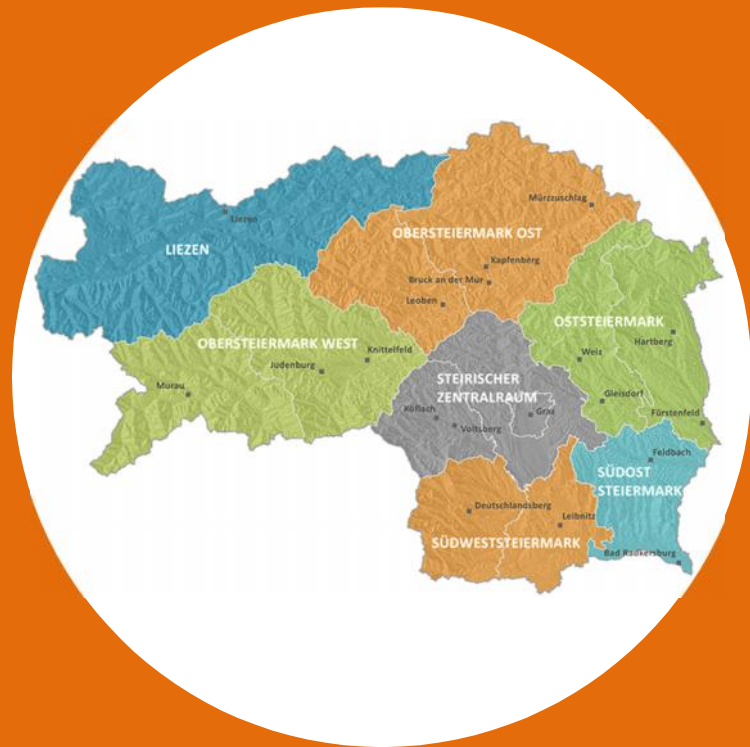 Mürzzuschlag
Liezen
OBERSTEIERMARK OST
LIEZEN
Kapfenberg
Bruck an der Mur
Leoben
OBERSTEIERMARK WEST
Knittelfeld
Judenburg
Murau
OSTSTEIERMARK
Hartberg
Weiz
Gleisdorf
Fürstenfeld
STEIRISCHER
ZENTRALRAUM
Köflach
Graz
Voitsberg
Feldbach
SÜDOST
STEIERMARK
Deutschlandsberg
Leibnitz
SÜDWESTSTEIERMARK
Bad Radkersburg